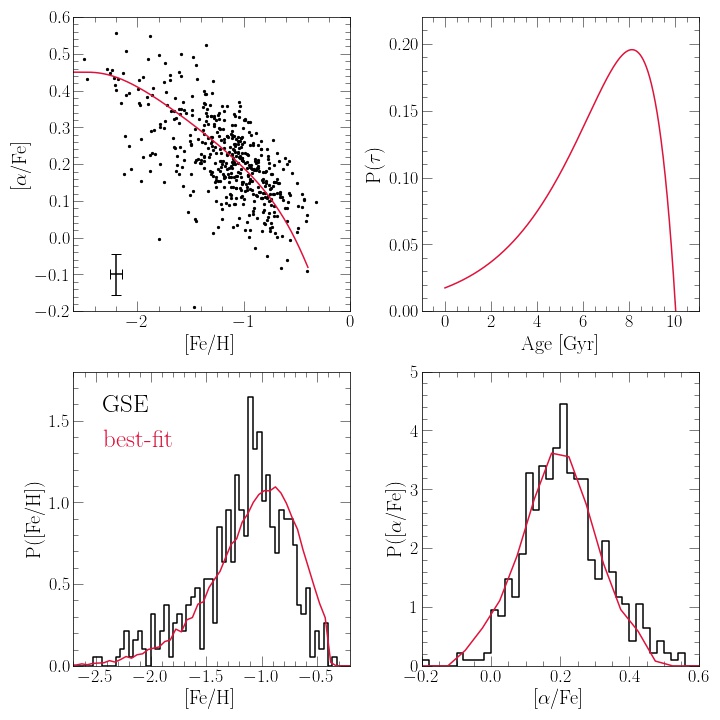 0.6
0.5
0.4
0.3
0.2
0.1
0.0
−0.1
−0.2
[α/Fe]
−2 −1 0
[Fe/H]
0.20
0.15
0.10
0.05
0.00
P(τ)
0 2 4 6 8 10
Age [Gyr]
GSE
best-fit
1.5
1.0
0.5
0.0
P([Fe/H])
−2.5 −2.0 −1.5 −1.0 −0.5
[Fe/H]
5
4
3
2
1
0
P([α/Fe])
−0.2 0.0 0.2 0.4 0.6
[α/Fe]